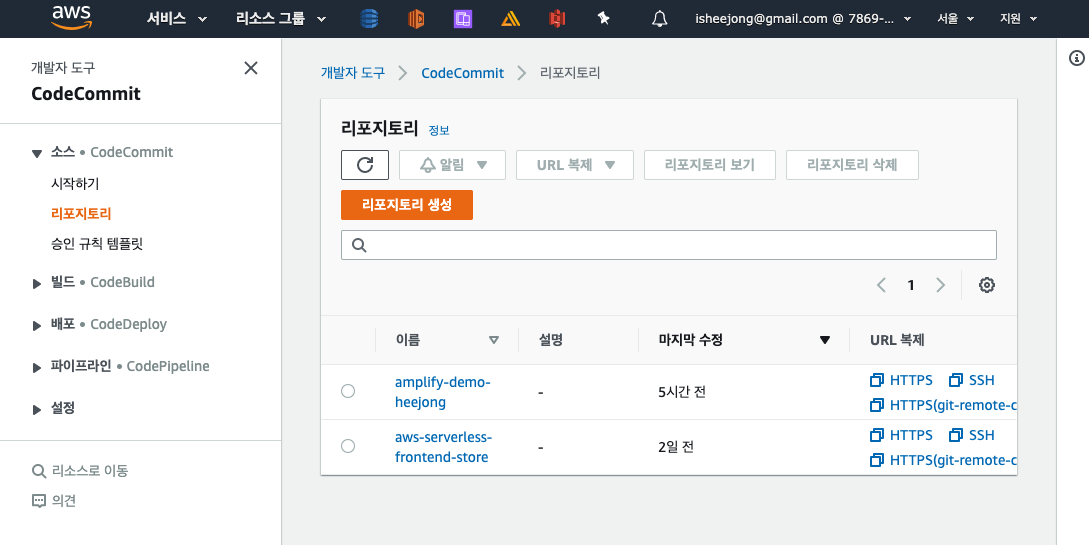 aws
서비스
리소스 그룹
isheejong@gmail.com @ 7869-...
서울
지원
개발자 도구
CodeCommit
소스 • CodeCommit
시작하기
리포지토리
승인 규칙 템플릿
빌드 • CodeBuild
배포 • CodeDeploy
파이프라인 • CodePipeline
설정
리소스로 이동
의견
개발자 도구
CodeCommit
리포지토리
리포지토리 정보
알림
URL 복제
리포지토리 보기
리포지토리 삭제
리포지토리 생성
1
이름
설명
마지막 수정
URL 복제
amplify-demo-
heejong
-
5시간 전
HTTPS
SSH
HTTPS(git-remote-c
aws-serverless-
frontend-store
-
2일 전
HTTPS
SSH
HTTPS(git-remote-c